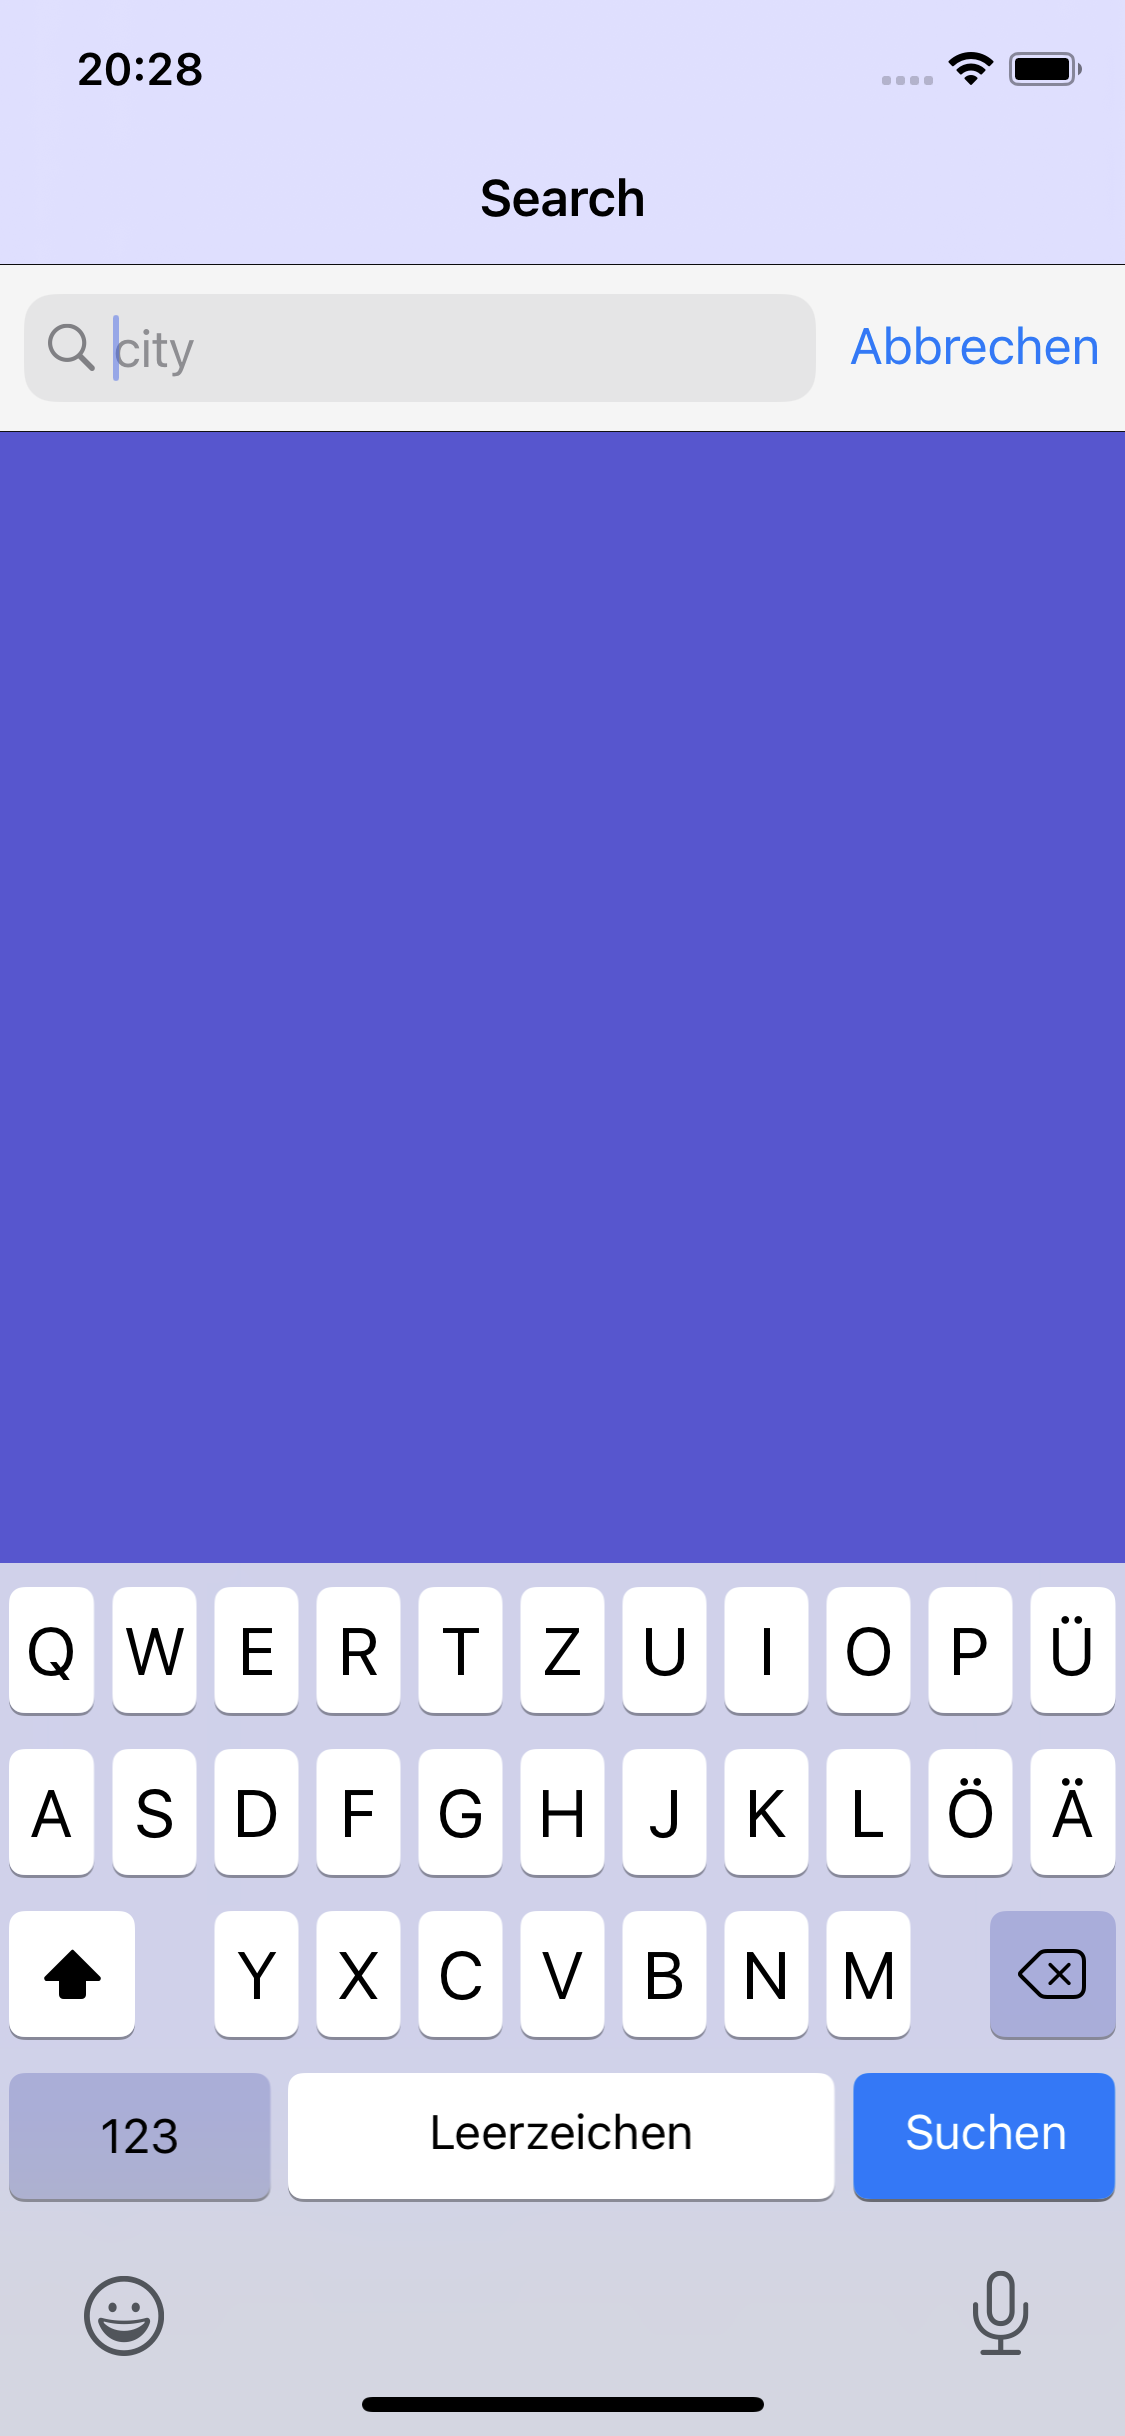 20:28
Search
city Abbrechen
Q W E R T Z U I O P Ü
A S D F G H J K L Ö Ä
Y X C V B N M
123 Leerzeichen Suchen